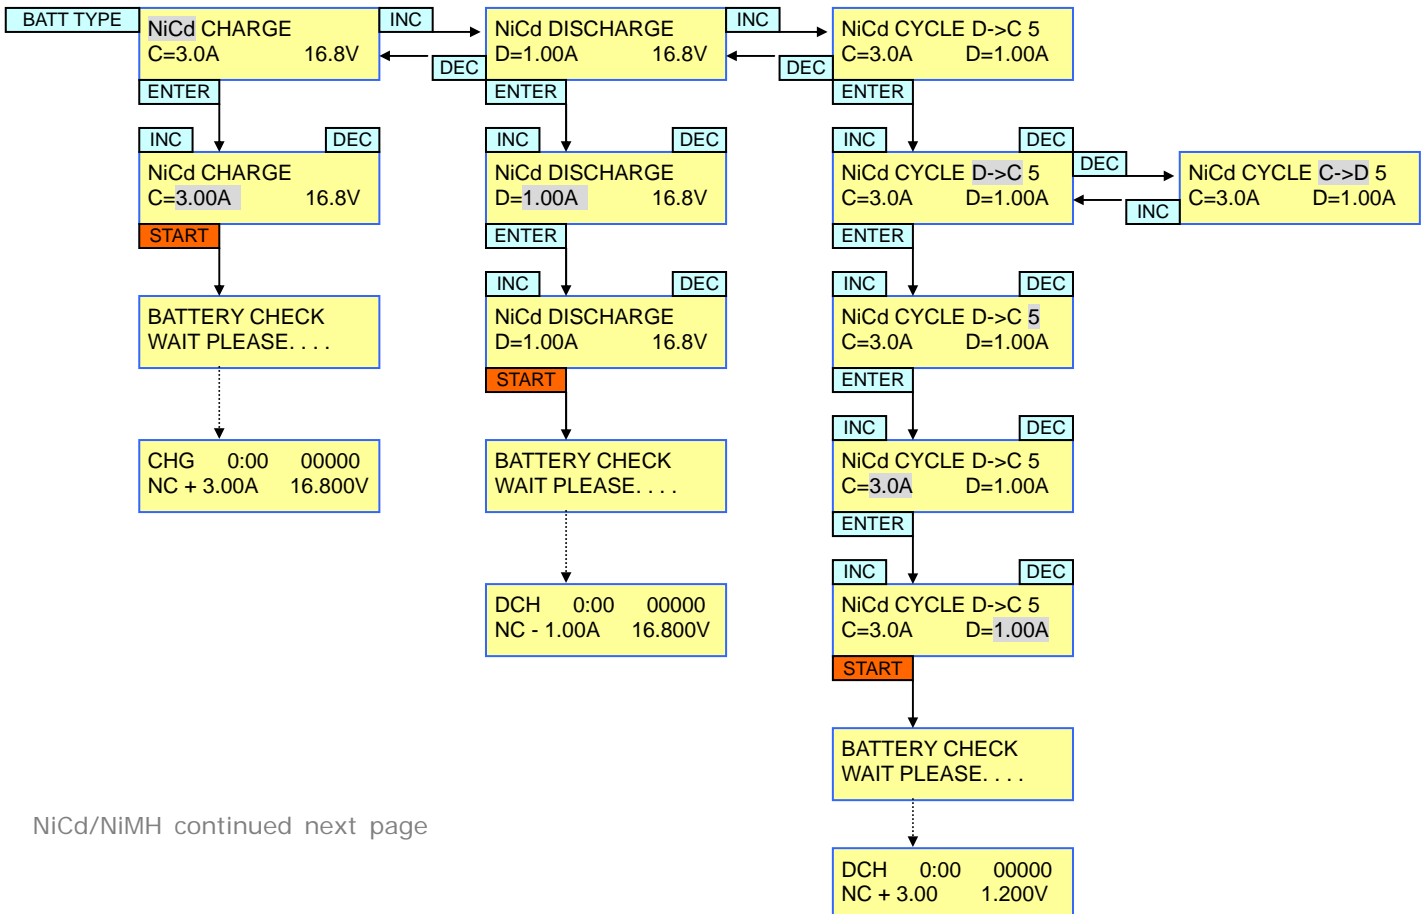 BATT TYPE
NiCd CHARGE
C=3.0A 16.8V
INC
DEC
NiCd DISCHARGE
D=1.00A 16.8V
INC
DEC
NiCd CYCLE D->C 5
C=3.0A D=1.00A
ENTER
ENTER
ENTER
INC DEC
NiCd CHARGE
C=3.00A 16.8V
START
INC DEC
NiCd DISCHARGE
D=1.00A 16.8V
ENTER
INC DEC
NiCd CYCLE D->C 5
C=3.0A D=1.00A
ENTER
DEC
INC
NiCd CYCLE C->D 5
C=3.0A D=1.00A
BATTERY CHECK
WAIT PLEASE. . . .
INC DEC
NiCd DISCHARGE
D=1.00A 16.8V
START
INC DEC
NiCd CYCLE D->C 5
C=3.0A D=1.00A
ENTER
CHG 0:00 00000
NC + 3.00A 16.800V
BATTERY CHECK
WAIT PLEASE. . . .
INC DEC
NiCd CYCLE D->C 5
C=3.0A D=1.00A
ENTER
DCH 0:00 00000
NC - 1.00A 16.800V
INC DEC
NiCd CYCLE D->C 5
C=3.0A D=1.00A
START
BATTERY CHECK
WAIT PLEASE. . . .
NiCd/NiMH continued next page
DCH 0:00 00000
NC + 3.00 1.200V